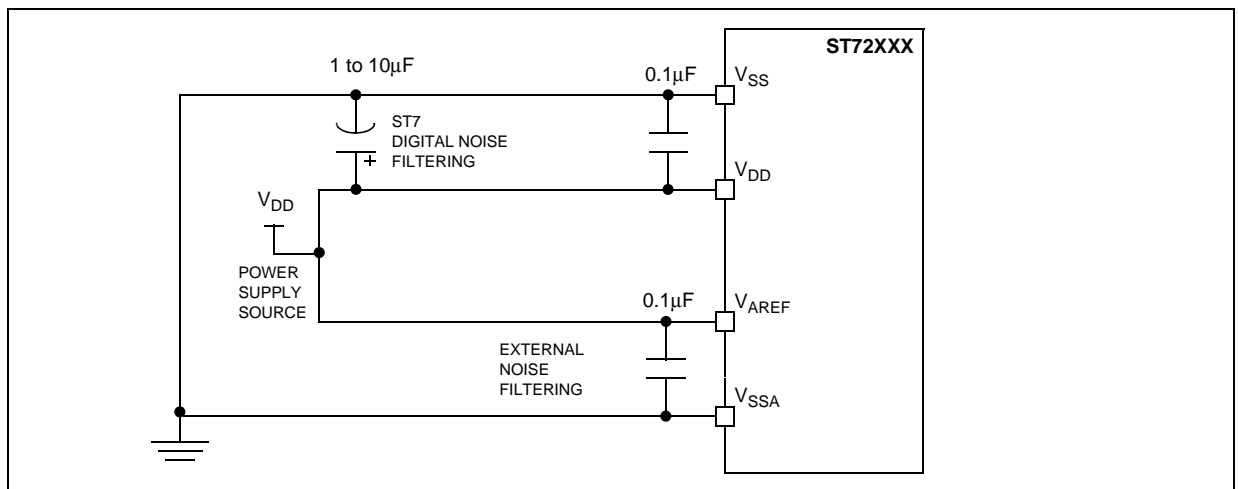 ST72XXX
1 to 10μF
0.1μF
VSS
ST7
DIGITAL NOISE
FILTERING
+
VDD
VDD
POWER
SUPPLY
SOURCE
0.1μF
VAREF
EXTERNAL
NOISE
FILTERING
VSSA